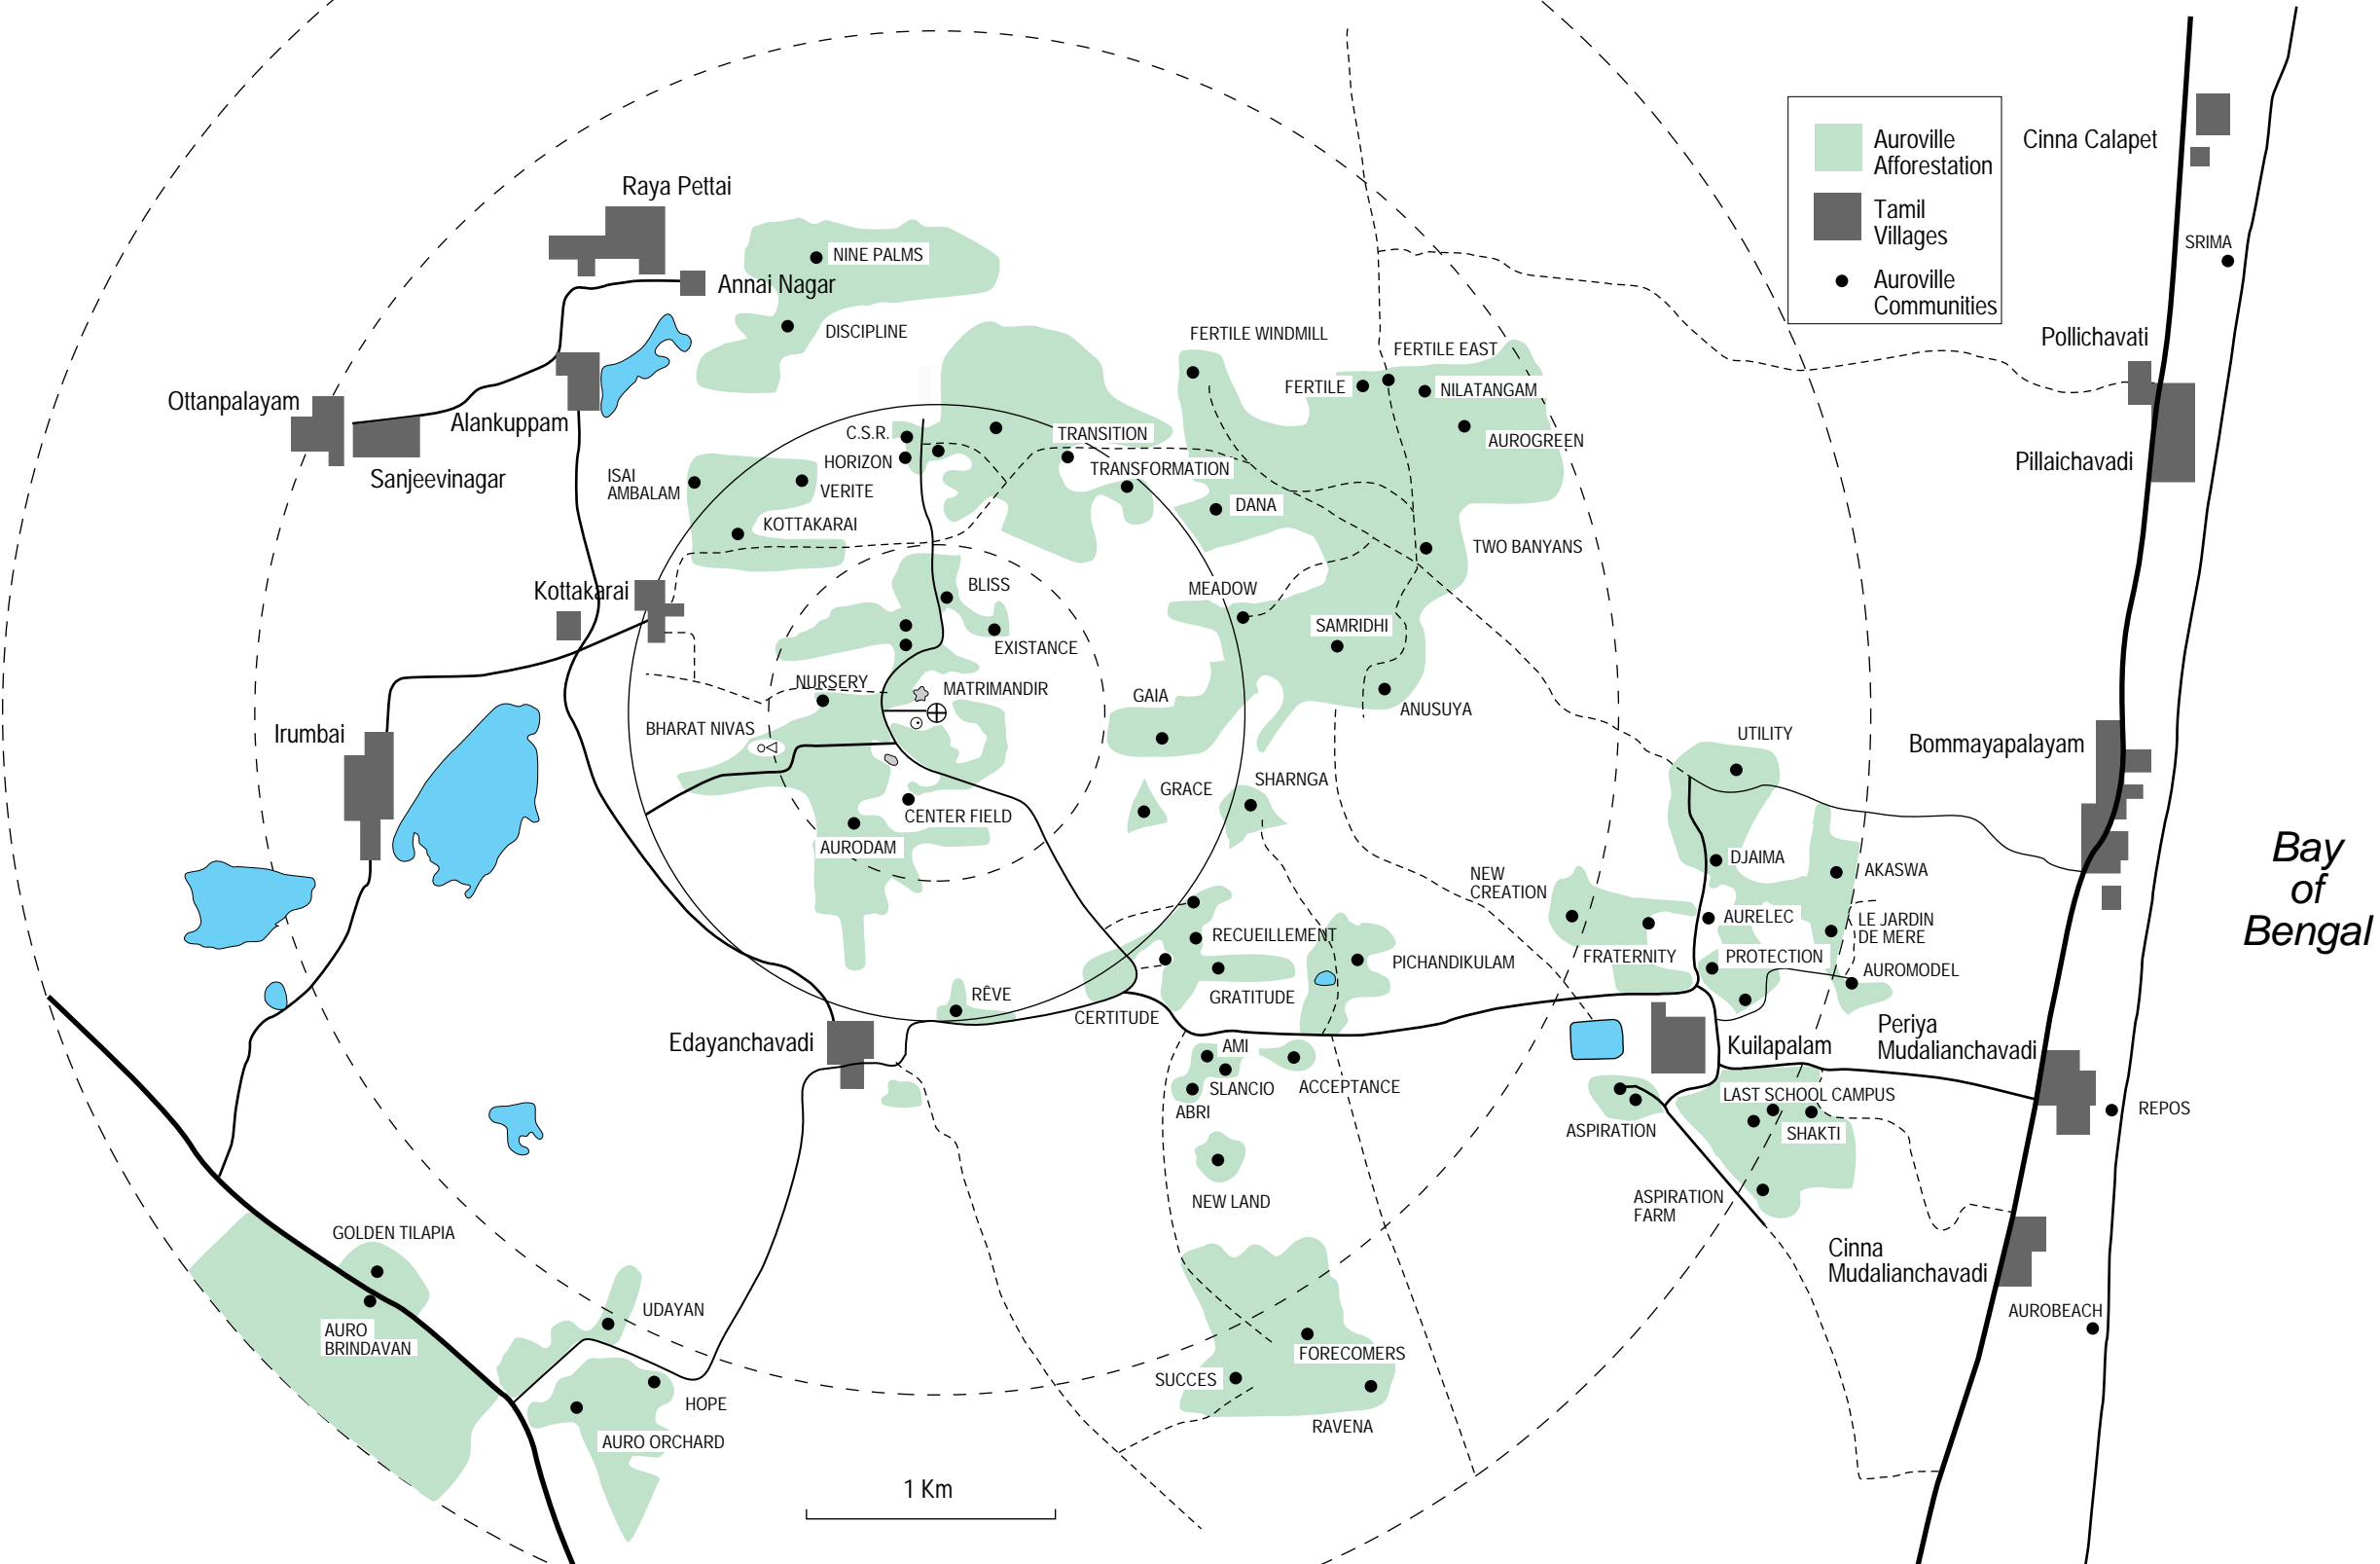 Auroville
Afforestation
Tamil
Villages
Auroville
Communities
Cinna Calapet
SRIMA
Raya Pettai
NINE PALMS
Annai Nagar
DISCIPLINE
FERTILE WINDMILL
FERTILE EAST
Pollichavati
FERTILE
NILATANGAM
Ottanpalayam
Alankuppam
C.S.R.
TRANSITION
AUROGREEN
HORIZON
TRANSFORMATION
Pillaichavadi
Sanjeevinagar
ISAI
AMBALAM
VERITE
DANA
KOTTAKARAI
TWO BANYANS
Kottakarai
BLISS
MEADOW
SAMRIDHI
EXISTANCE
NURSERY
MATRIMANDIR
GAIA
ANUSUYA
BHARAT NIVAS
Irumbai
UTILITY
Bommayapalayam
GRACE
SHARNGA
CENTER FIELD
AURODAM
Bay
of
Bengal
DJAIMA
AKASWA
NEW
CREATION
AURELEC
LE JARDIN
DE MERE
RECUEILLEMENT
PICHANDIKULAM
FRATERNITY
PROTECTION
AUROMODEL
RÊVE
GRATITUDE
CERTITUDE
Edayanchavadi
AMI
Kuilapalam
Periya
Mudalianchavadi
SLANCIO
ACCEPTANCE
ABRI
LAST SCHOOL CAMPUS
REPOS
ASPIRATION
SHAKTI
NEW LAND
ASPIRATION
FARM
GOLDEN TILAPIA
Cinna
Mudalianchavadi
UDAYAN
AUROBEACH
AURO
BRINDAVAN
FORECOMERS
SUCCES
HOPE
RAVENA
AURO ORCHARD
1 Km